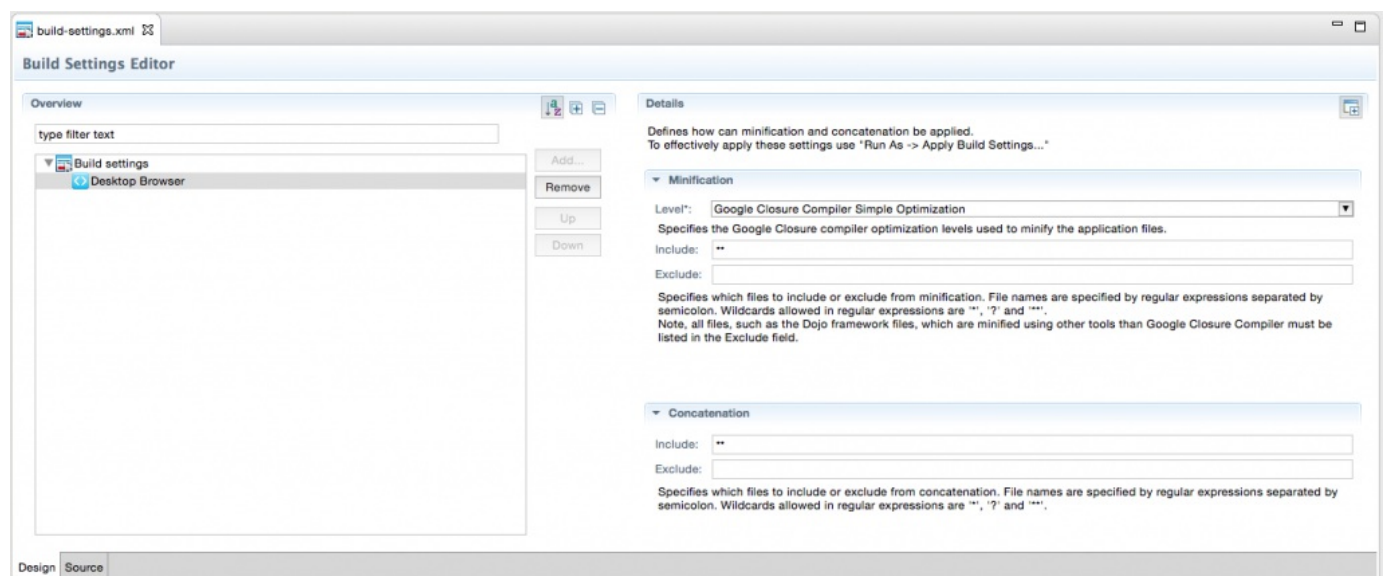 build-settings.xml
Build Settings Editor
Overview
type filter text
Build settings
Desktop Browser
Add...
Remove
Up
Down
Details
Defines how can minification and concatenation be applied.
To effectively apply these settings use "Run As -> Apply Build Settings..."
Minification
Level*: Google Closure Compiler Simple Optimization
Specifies the Google Closure compiler optimization levels used to minify the application files.
Include: **
Exclude:
Specifies which files to include or exclude from minification. File names are specified by regular expressions separated by
semicolon. Wildcards allowed in regular expressions are '*', '?' and '**'.
Note, all files, such as the Dojo framework files, which are minified using other tools than Google Closure Compiler must be
listed in the Exclude field.
Concatenation
Include: **
Exclude:
Specifies which files to include or exclude from concatenation. File names are specified by regular expressions separated by
semicolon. Wildcards allowed in regular expressions are '*', '?' and '**'.
Design Source